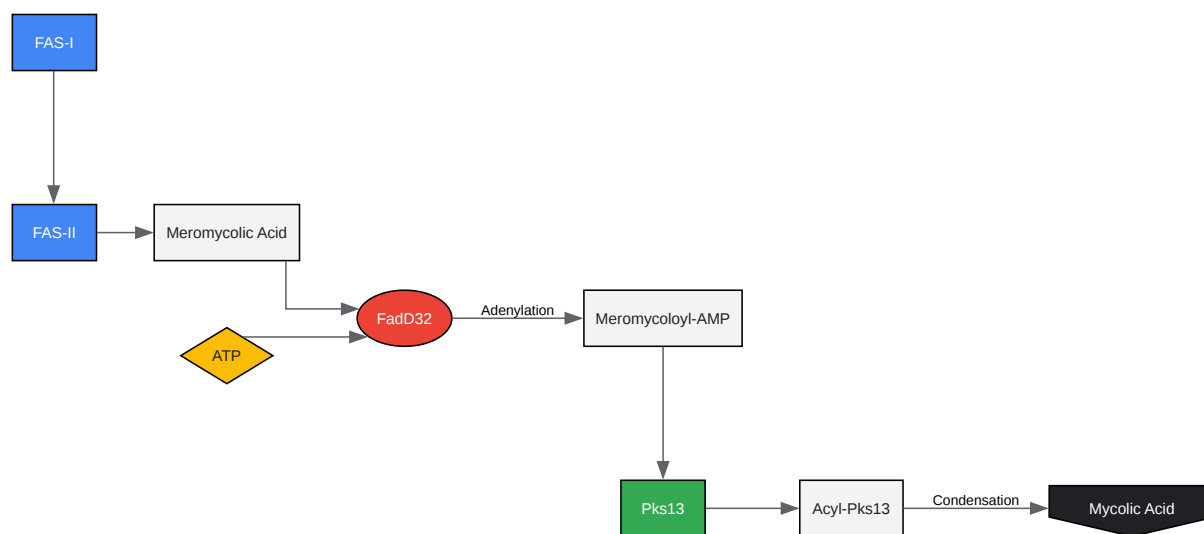 FAS-I
FAS-II
Meromycolic Acid
ATP
FadD32
Adenylation
Meromycoloyl-AMP
Pks13
Acyl-Pks13
Condensation
Mycolic Acid